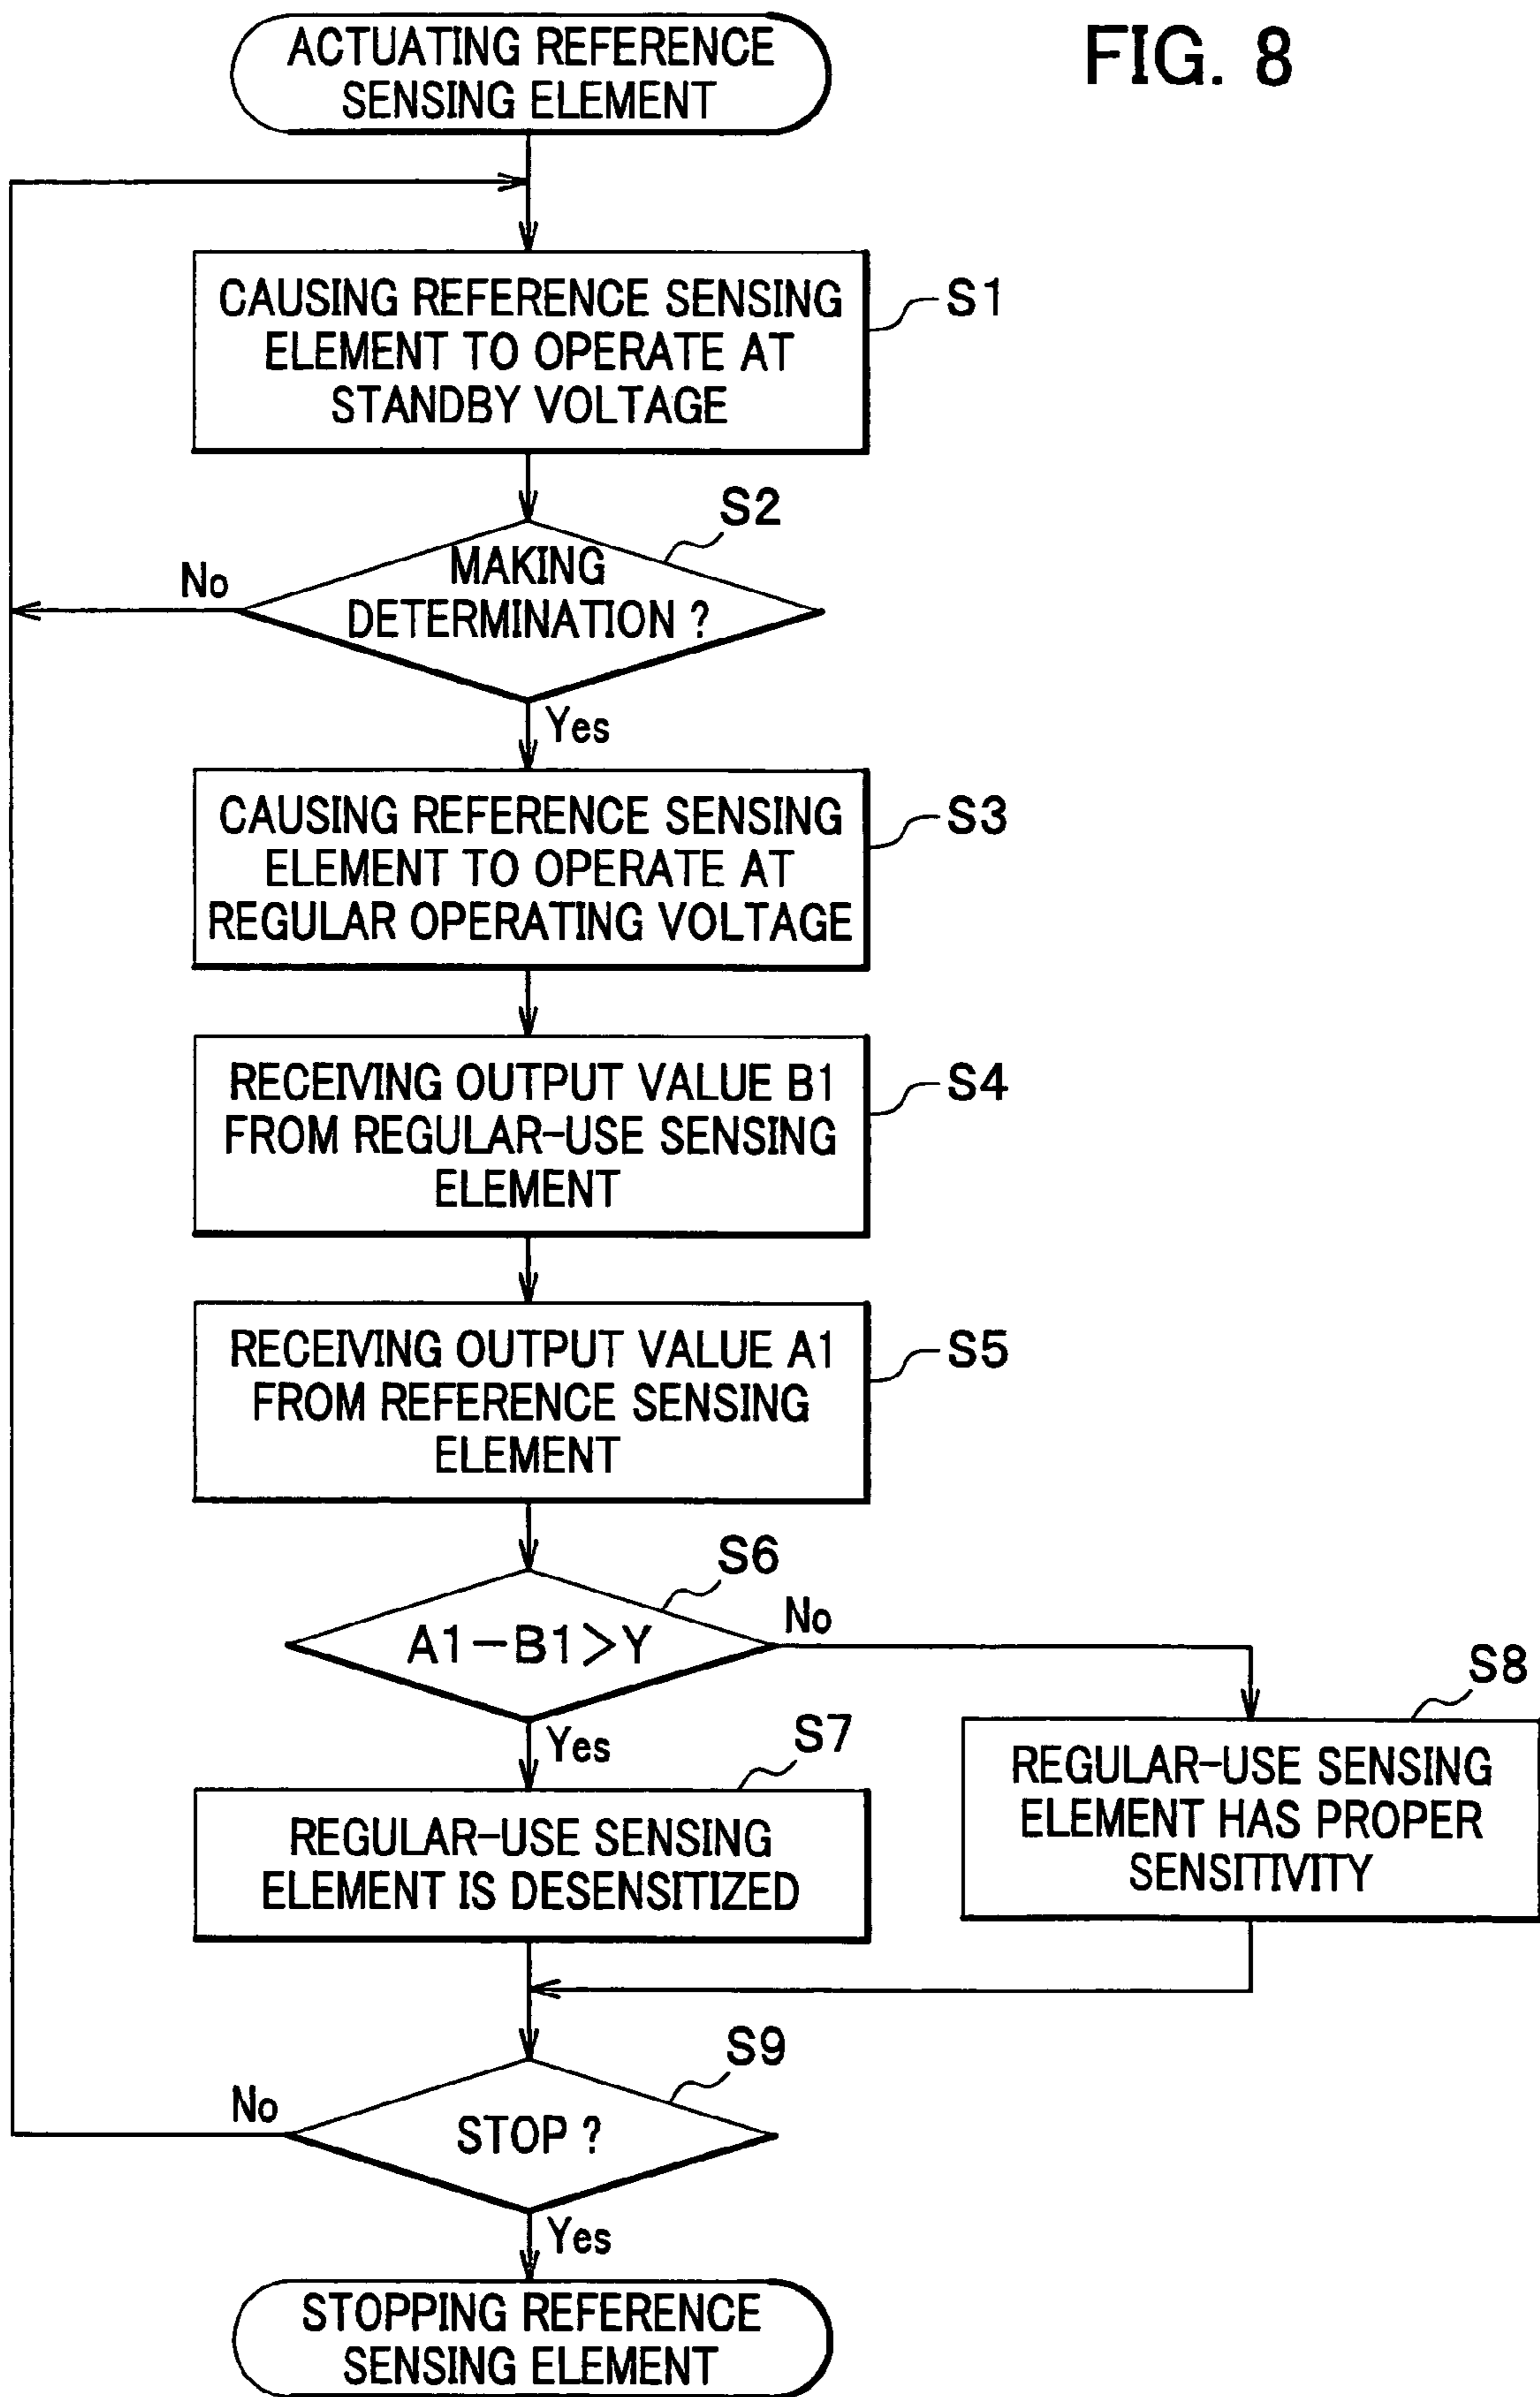 FIG. 8
ACTUATING REFERENCE
SENSING ELEMENT
CAUSING REFERENCE SENSING
ELEMENT TO OPERATE AT
STANDBY VOLTAGE
S1
S2
MAKING
DETERMINATION ?
No
Yes
CAUSING REFERENCE SENSING
ELEMENT TO OPERATE AT
REGULAR OPERATING VOLTAGE
S3
RECEIVING OUTPUT VALUE B1
FROM REGULAR-USE SENSING
ELEMENT
S4
RECEIVING OUTPUT VALUE A1
FROM REFERENCE SENSING
ELEMENT
S5
S6
A1-B1>Y
No
Yes
S7
REGULAR-USE SENSING
ELEMENT IS DESENSITIZED
S8
REGULAR-USE SENSING
ELEMENT HAS PROPER
SENSITIVITY
S9
STOP ?
No
Yes
STOPPING REFERENCE
SENSING ELEMENT